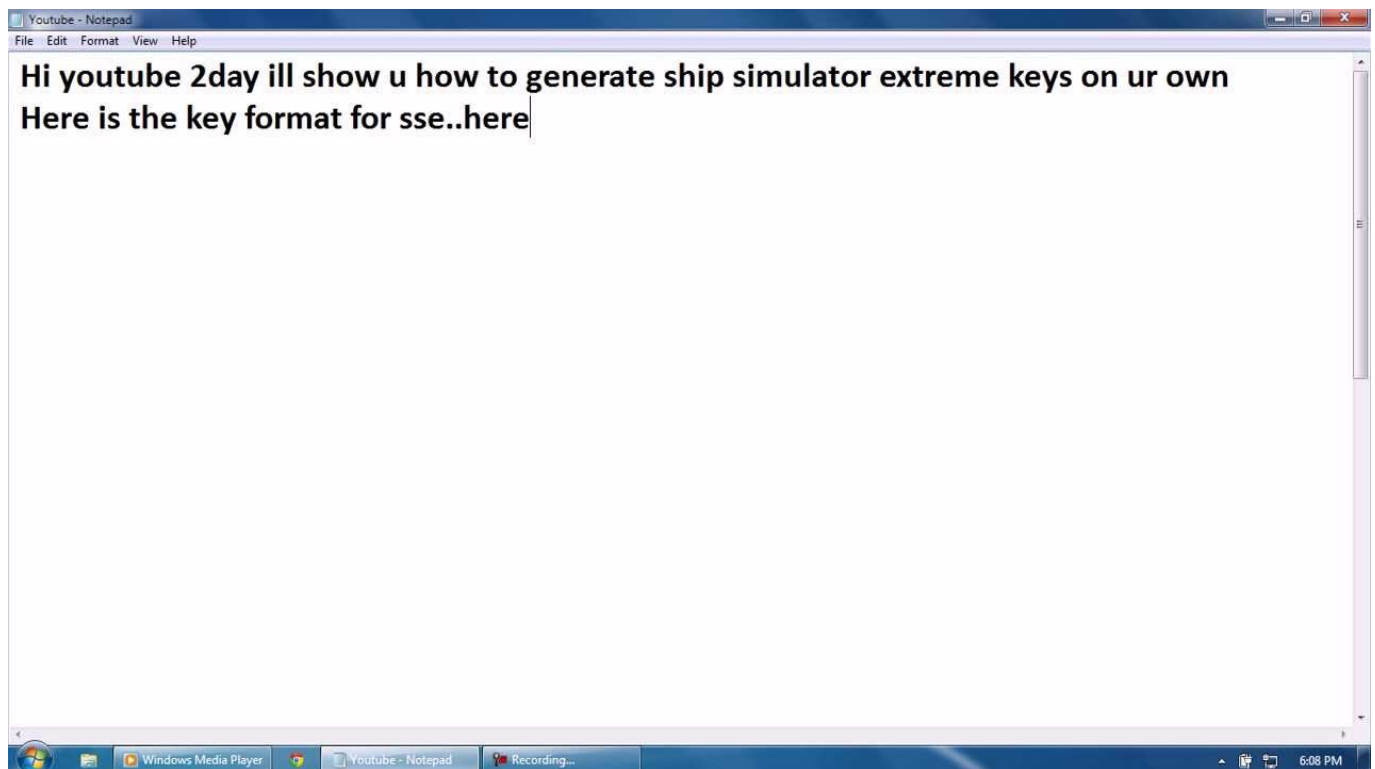 Youtube - Notepad
File Edit Format View Help
Hi youtube 2day ill show u how to generate ship simulator extreme keys on ur own
Here is the key format for sse..here
Windows Media Player Youtube - Notepad Recording... 6:08 PM